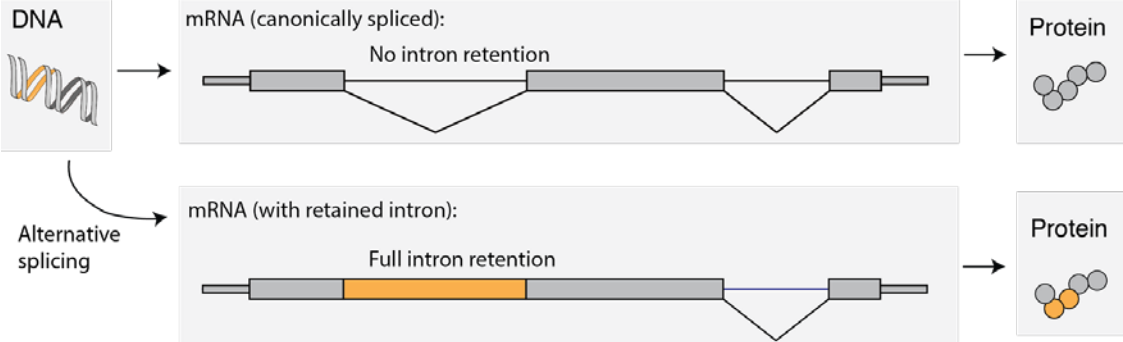 DNA
mRNA (canonically spliced):
No intron retention
Protein
Alternative
splicing
mRNA (with retained intron):
Full intron retention
Protein